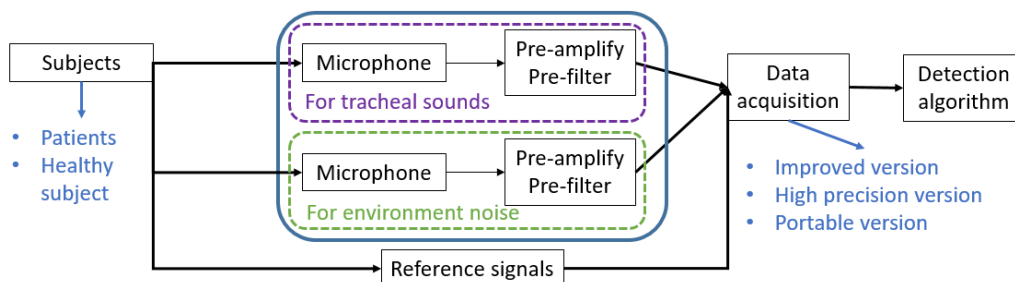 Subjects
• Patients
• Healthy
subject
Microphone
Pre-amplify
Pre-filter
For tracheal sounds
Microphone
Pre-amplify
Pre-filter
For environment noise
Reference signals
Data
acquisition
• Improved version
• High precision version
• Portable version
Detection
algorithm